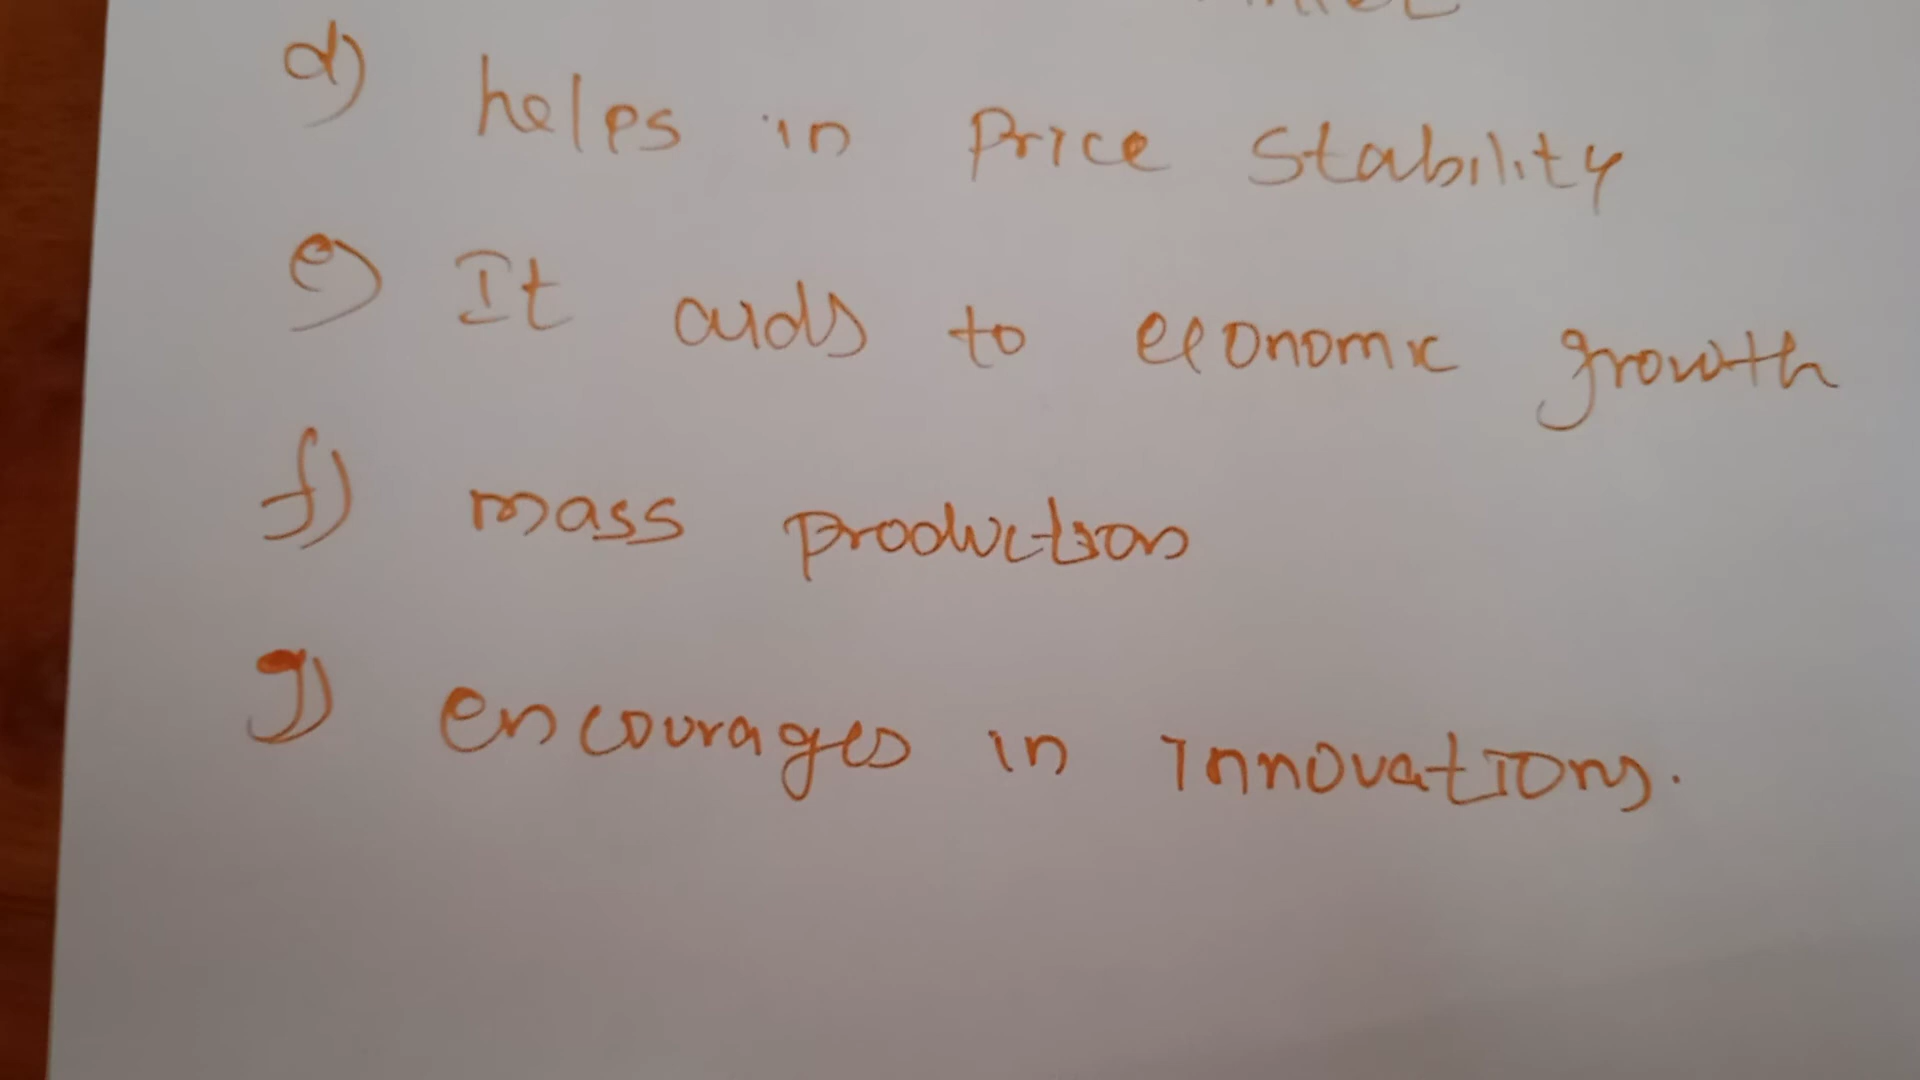 d) helps in Price Stability
e) It aids to economic growth
f) mass production
g) encourages in Innovations.